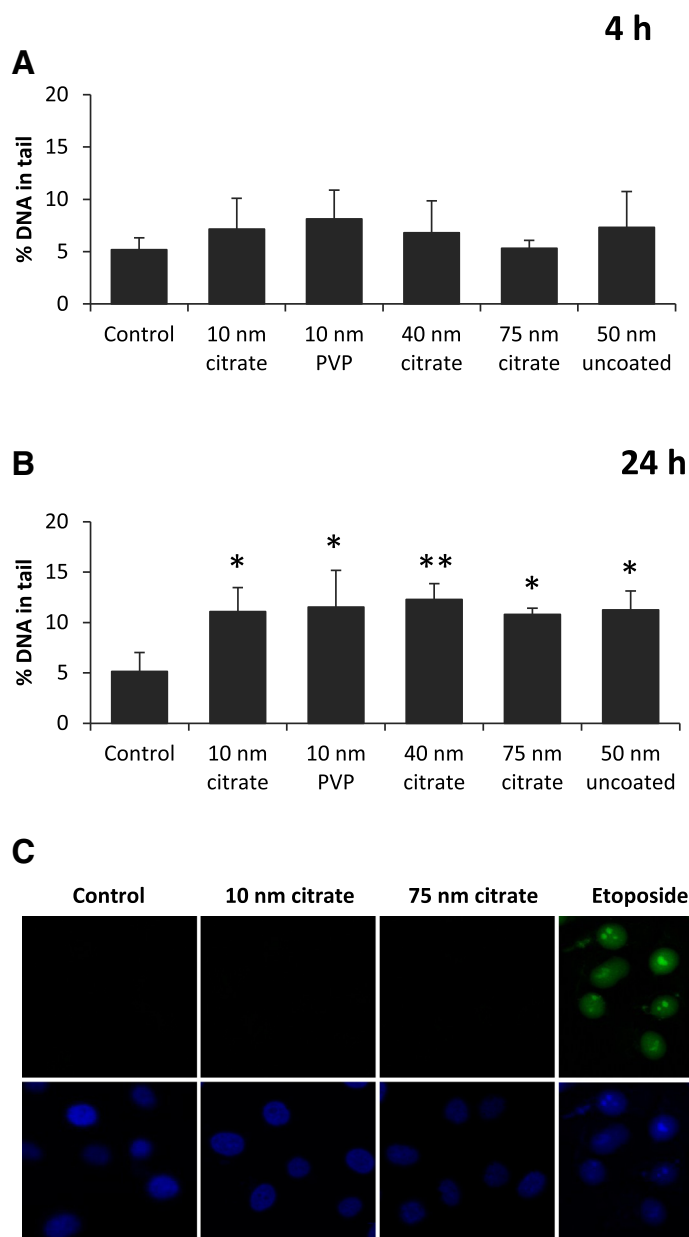 4 h
A
20
15
10
5
0
% DNA in tail
Control
10 nm
citrate
10 nm
PVP
40 nm
citrate
75 nm
citrate
50 nm
uncoated
B
24 h
20
15
10
5
0
% DNA in tail
*
*
**
*
*
Control
10 nm
citrate
10 nm
PVP
40 nm
citrate
75 nm
citrate
50 nm
uncoated
C
Control
10 nm citrate
75 nm citrate
Etoposide